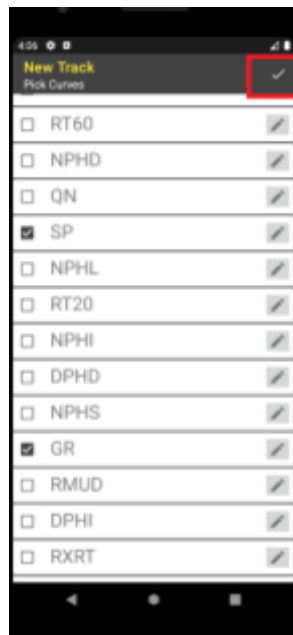 4:06
New Track
Pick Curves
RT60
NPHD
QN
SP
NPHL
RT20
NPHI
DPHD
NPHS
GR
RMUD
DPHI
RXRT